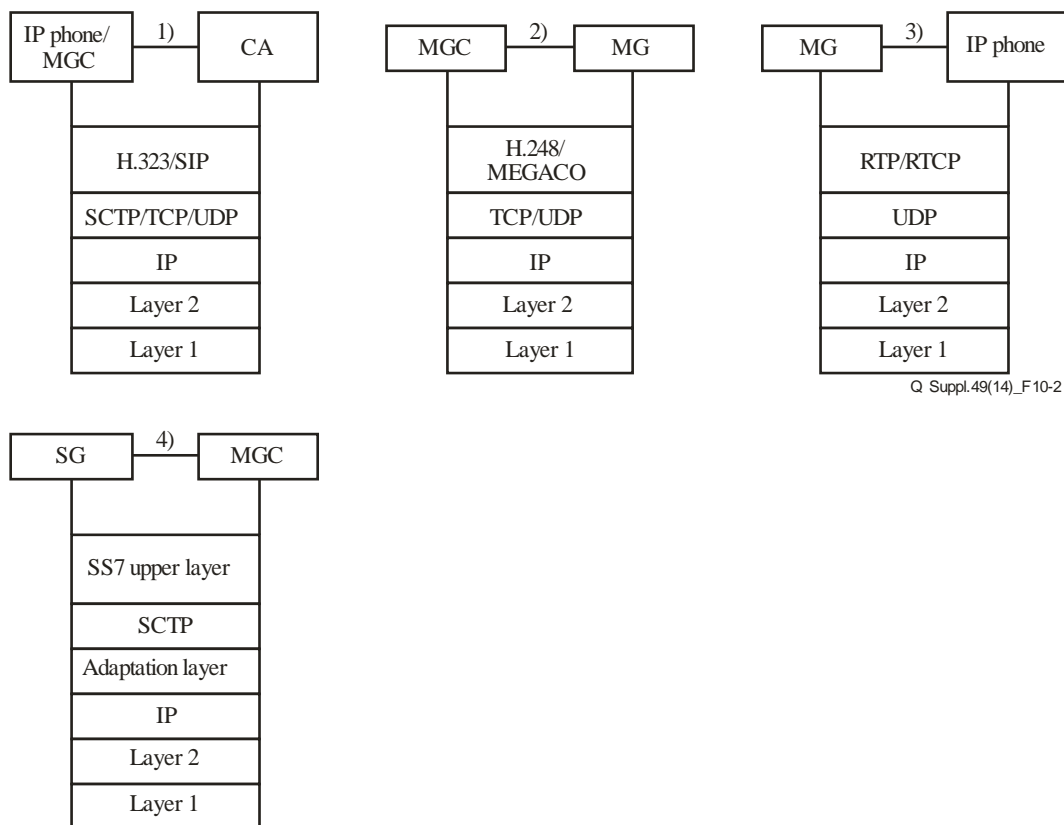 IP phone/
MGC
1)
CA
H.323/SIP
SCTP/TCP/UDP
IP
Layer 2
Layer 1
MGC
2)
MG
H.248/
MEGACO
TCP/UDP
IP
Layer 2
Layer 1
MG
3)
IP phone
RTP/RTCP
UDP
IP
Layer 2
Layer 1
Q Suppl.49(14)_F10-2
SG
4)
MGC
SS7 upper layer
SCTP
Adaptation layer
IP
Layer 2
Layer 1